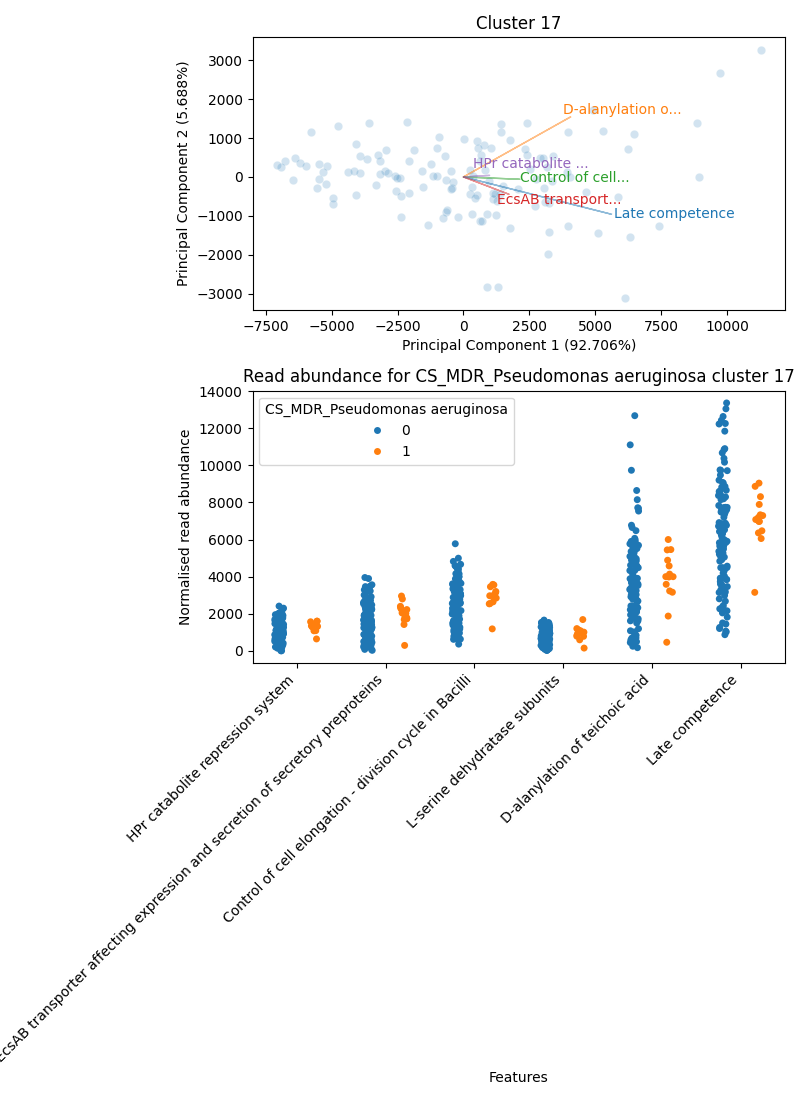 Cluster 17
3000
2000
1000
0
−1000
−2000
−3000
Principal Component 2 (5.688%)
D-alanylation o...
HPr catabolite ...
Control of cell...
EcsAB transport...
Late competence
−7500 −5000 −2500 0 2500 5000 7500 10000
Principal Component 1 (92.706%)
Read abundance for CS_MDR_Pseudomonas aeruginosa cluster 17
14000
12000
10000
8000
6000
4000
2000
0
Normalised read abundance
CS_MDR_Pseudomonas aeruginosa
0
1
HPr catabolite repression system
EcsAB transporter affecting expression and secretion of secretory preproteins
Control of cell elongation - division cycle in Bacilli
L-serine dehydratase subunits
D-alanylation of teichoic acid
Late competence
Features